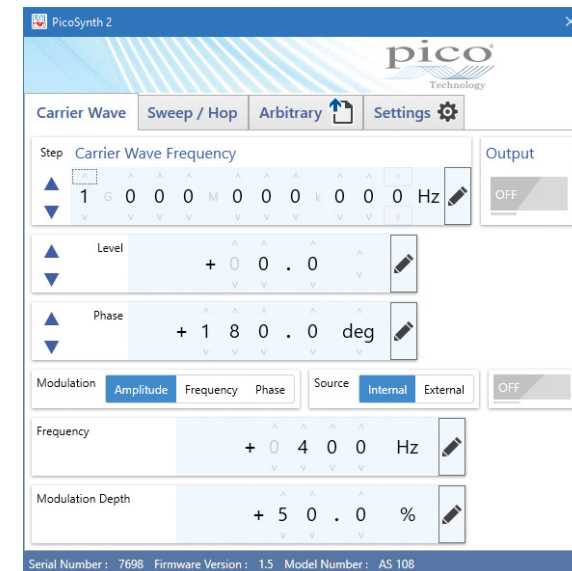 PicoSynth 2
pico
Technology
Carrier Wave Sweep / Hop Arbitrary Settings
Step Carrier Wave Frequency Output
1 G 0 0 0 M 0 0 0 k 0 0 0 Hz OFF
Level
+ 0 0 . 0
Phase
+ 1 8 0 . 0 deg
Modulation Amplitude Frequency Phase Source Internal External OFF
Frequency
+ 0 4 0 0 Hz
Modulation Depth
+ 5 0 . 0 %
Serial Number : 7698 Firmware Version : 1.5 Model Number : AS 108